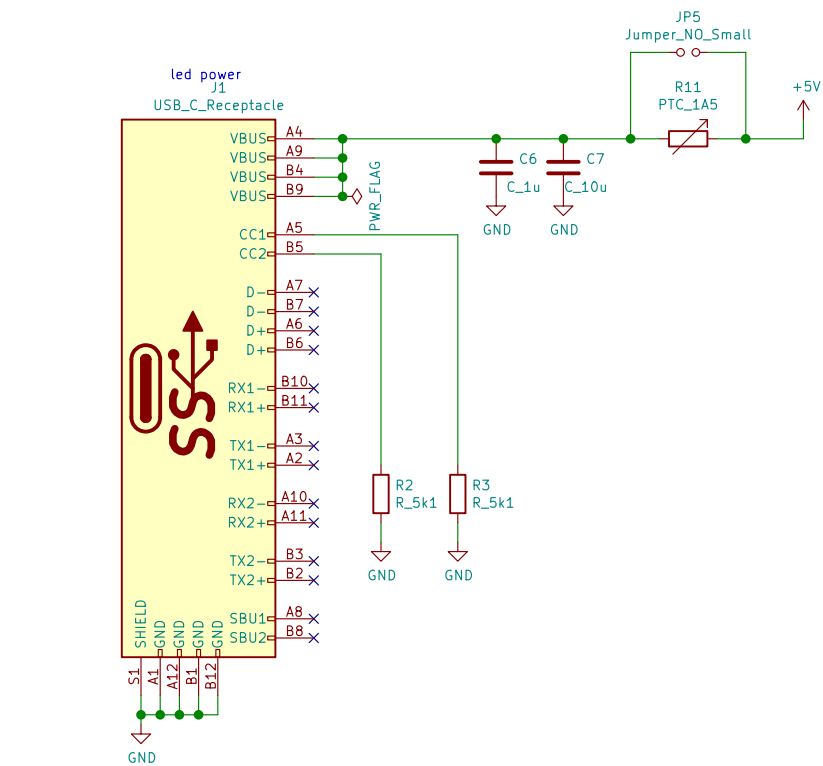 JP5
Jumper_NO_Small
led power
J1
USB_C_Receptacle
R11
PTC_1A5
+5V
VBUS A4
VBUS A9
VBUS B4
VBUS B9
PWR_FLAG
C6
C_1u
GND
C7
C_10u
GND
CC1 A5
CC2 B5
D- A7
D- B7
D+ A6
D+ B6
RX1- B10
RX1+ B11
SS
TX1- A3
TX1+ A2
R2
R_5k1
GND
R3
R_5k1
GND
RX2- A10
RX2+ A11
TX2- B3
TX2+ B2
SBU1 A8
SBU2 B8
SHIELD S1
GND A1
GND A12
GND B1
GND B12
GND